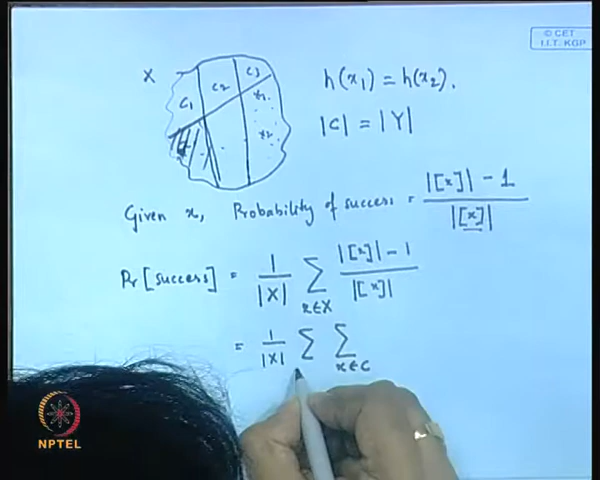 © CET
I.I.T. KGP
X
C1 C2 C3
x1
x2
h(x1) = h(x2).
|C| = |Y|
Given x, Probability of success = |[x]| - 1 / |[x]|
Pr[success] = 1/|X| Σ x∈X |[x]| - 1 / |[x]|
= 1/|X| Σ Σ x∈C
NPTEL